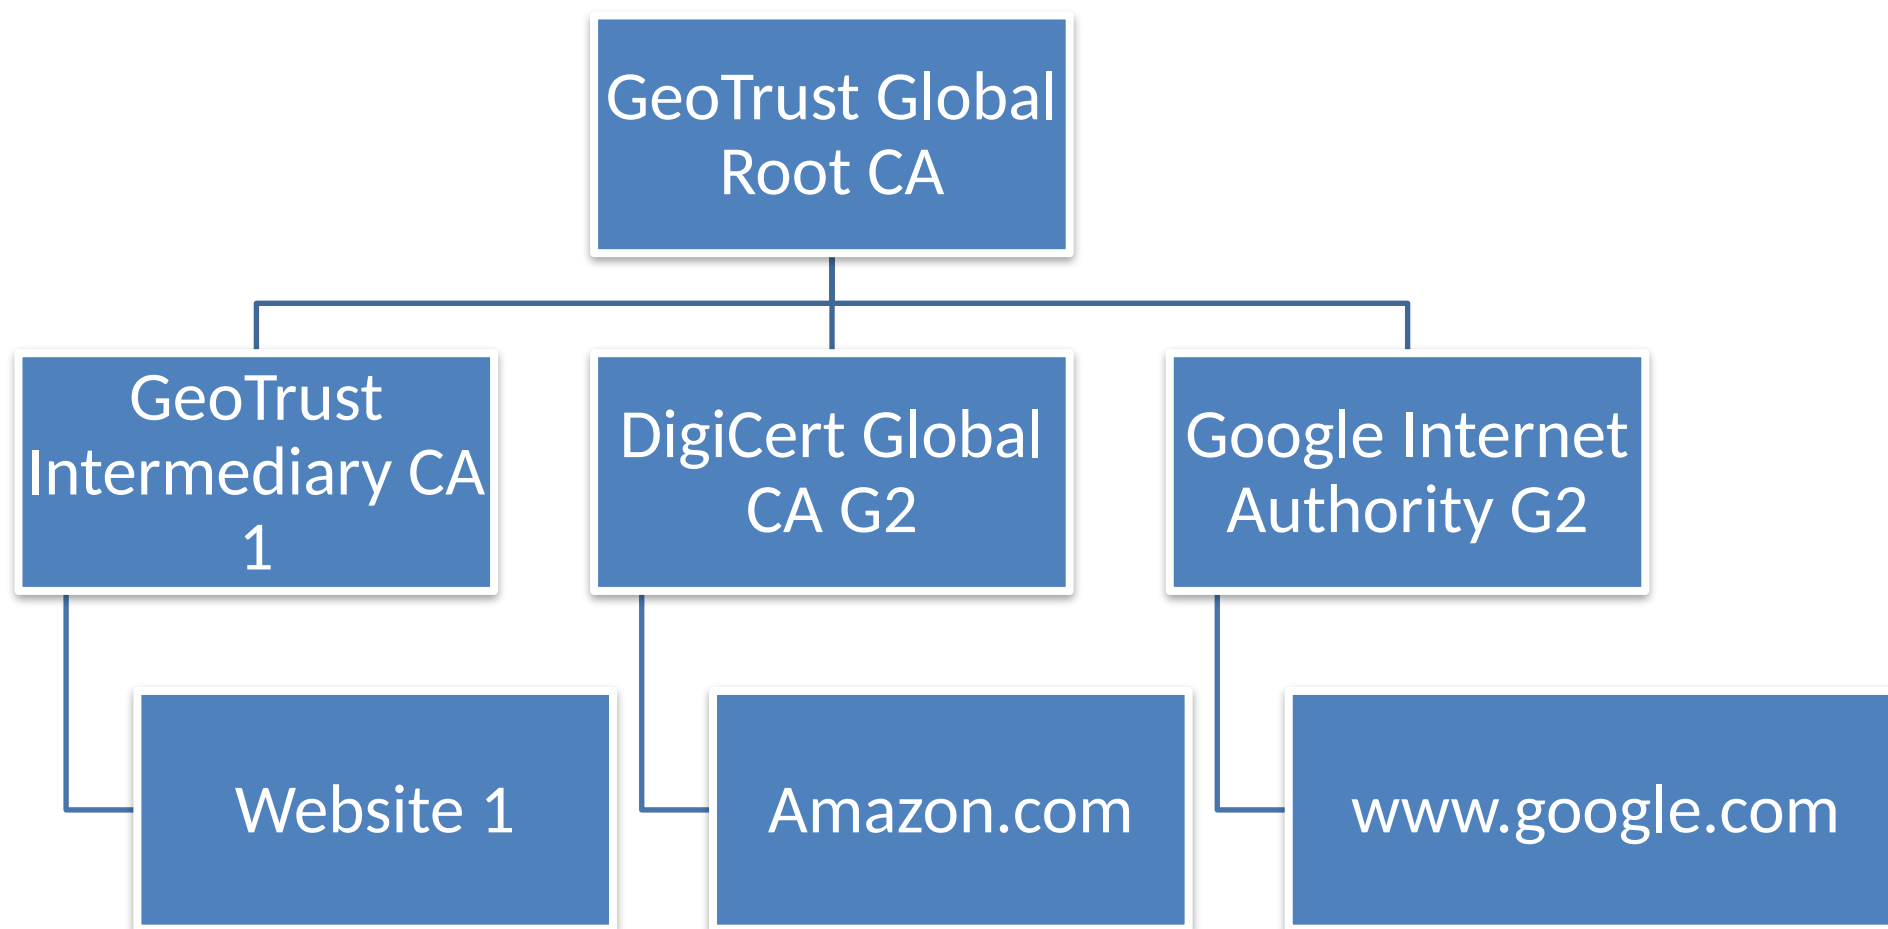 GeoTrust Global
Root CA
GeoTrust
Intermediary CA
1
DigiCert Global
CA G2
Google Internet
Authority G2
Website 1
Amazon.com
www.google.com